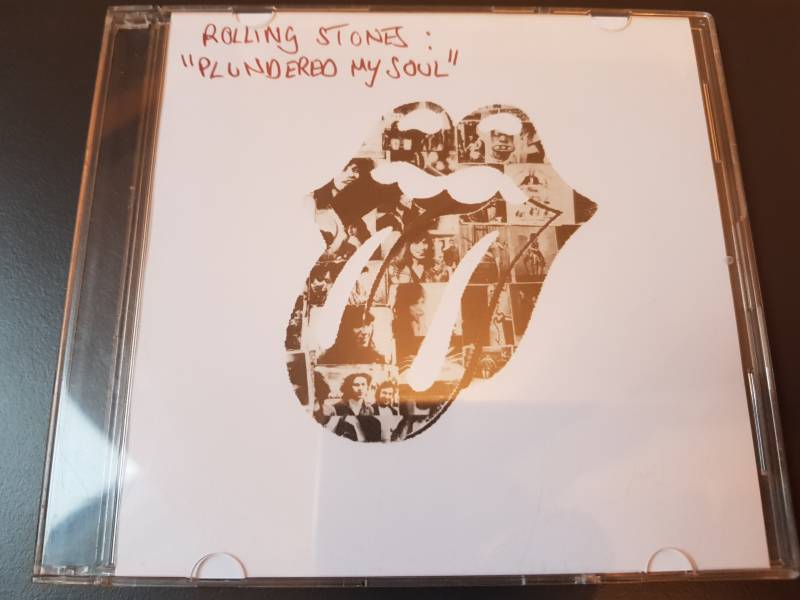 ROLLING STONES :
"PLUNDERED MY SOUL"